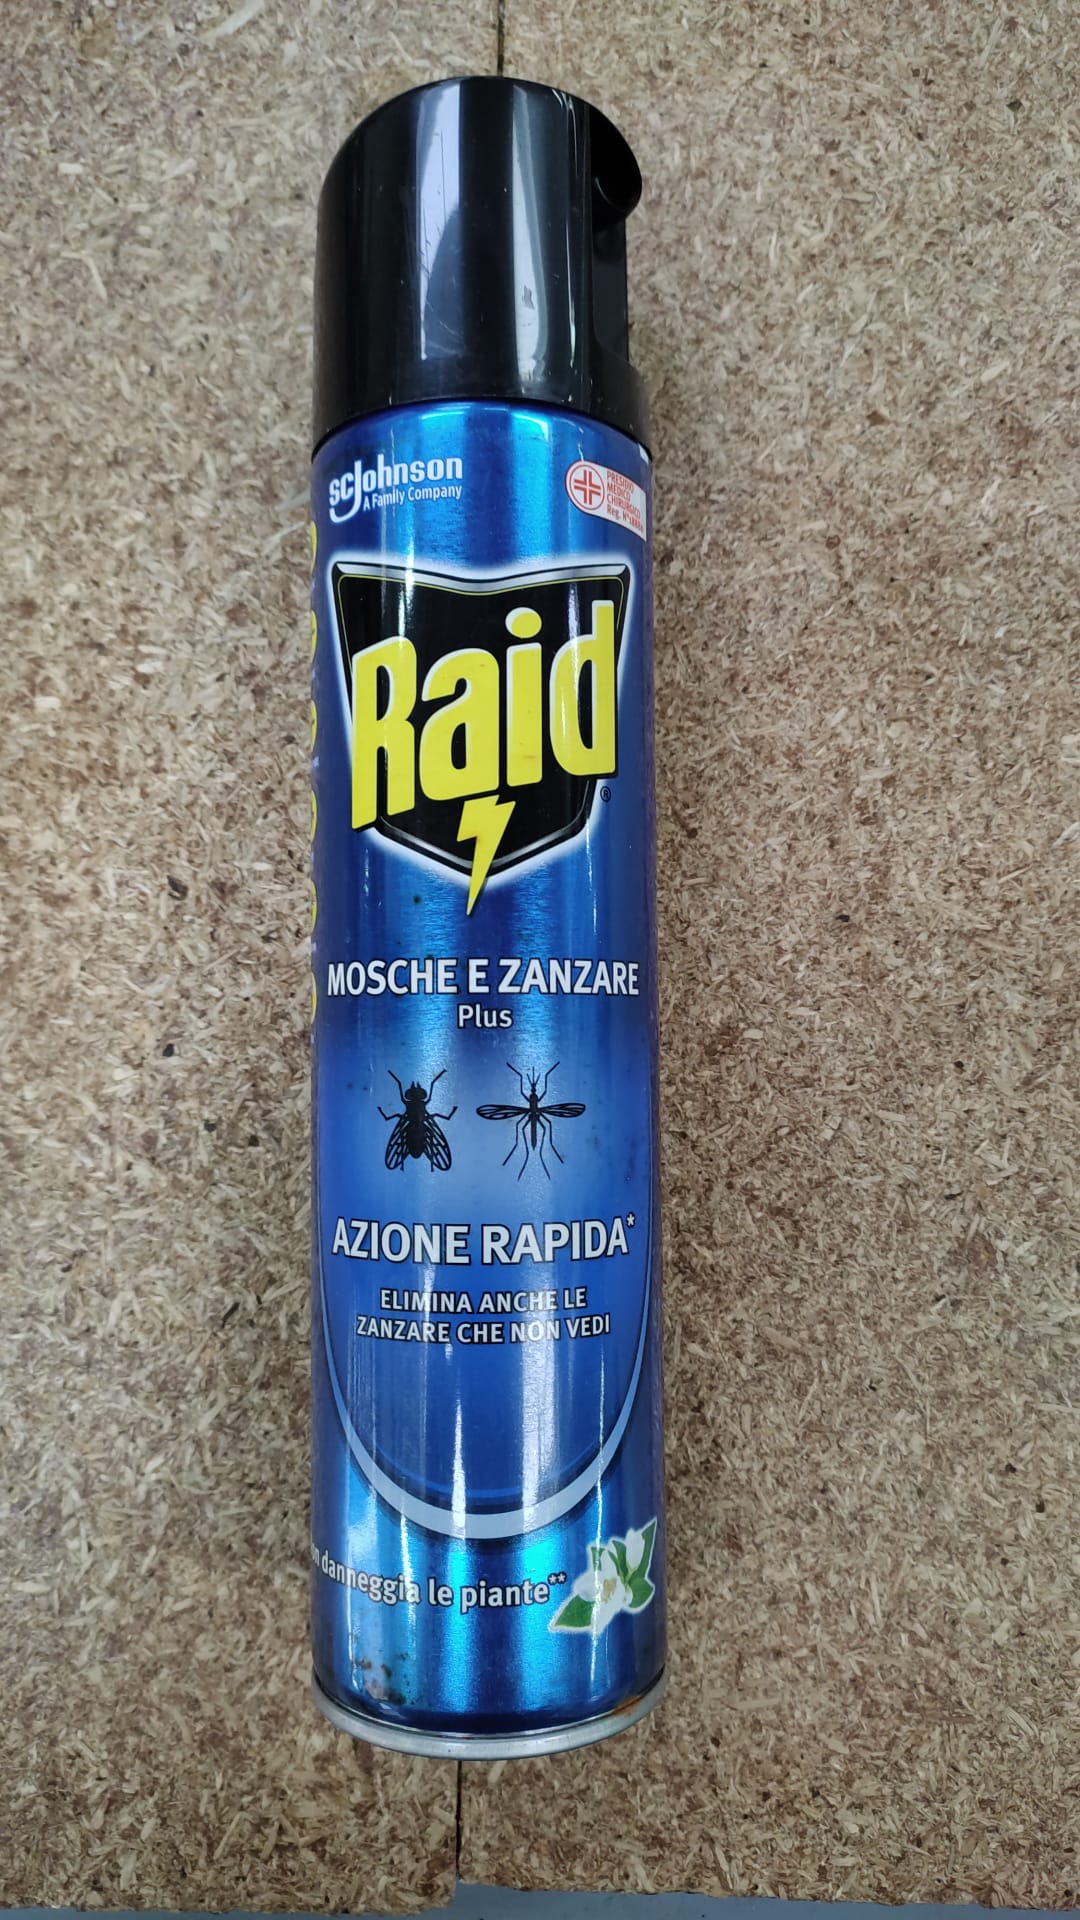 scjohnson
A Family Company
PRESIDIO
MEDICO
CHIRURGICO
Reg. N°
Raid
®
MOSCHE E ZANZARE
Plus
AZIONE RAPIDA*
ELIMINA ANCHE LE
ZANZARE CHE NON VEDI
danneggia le piante**